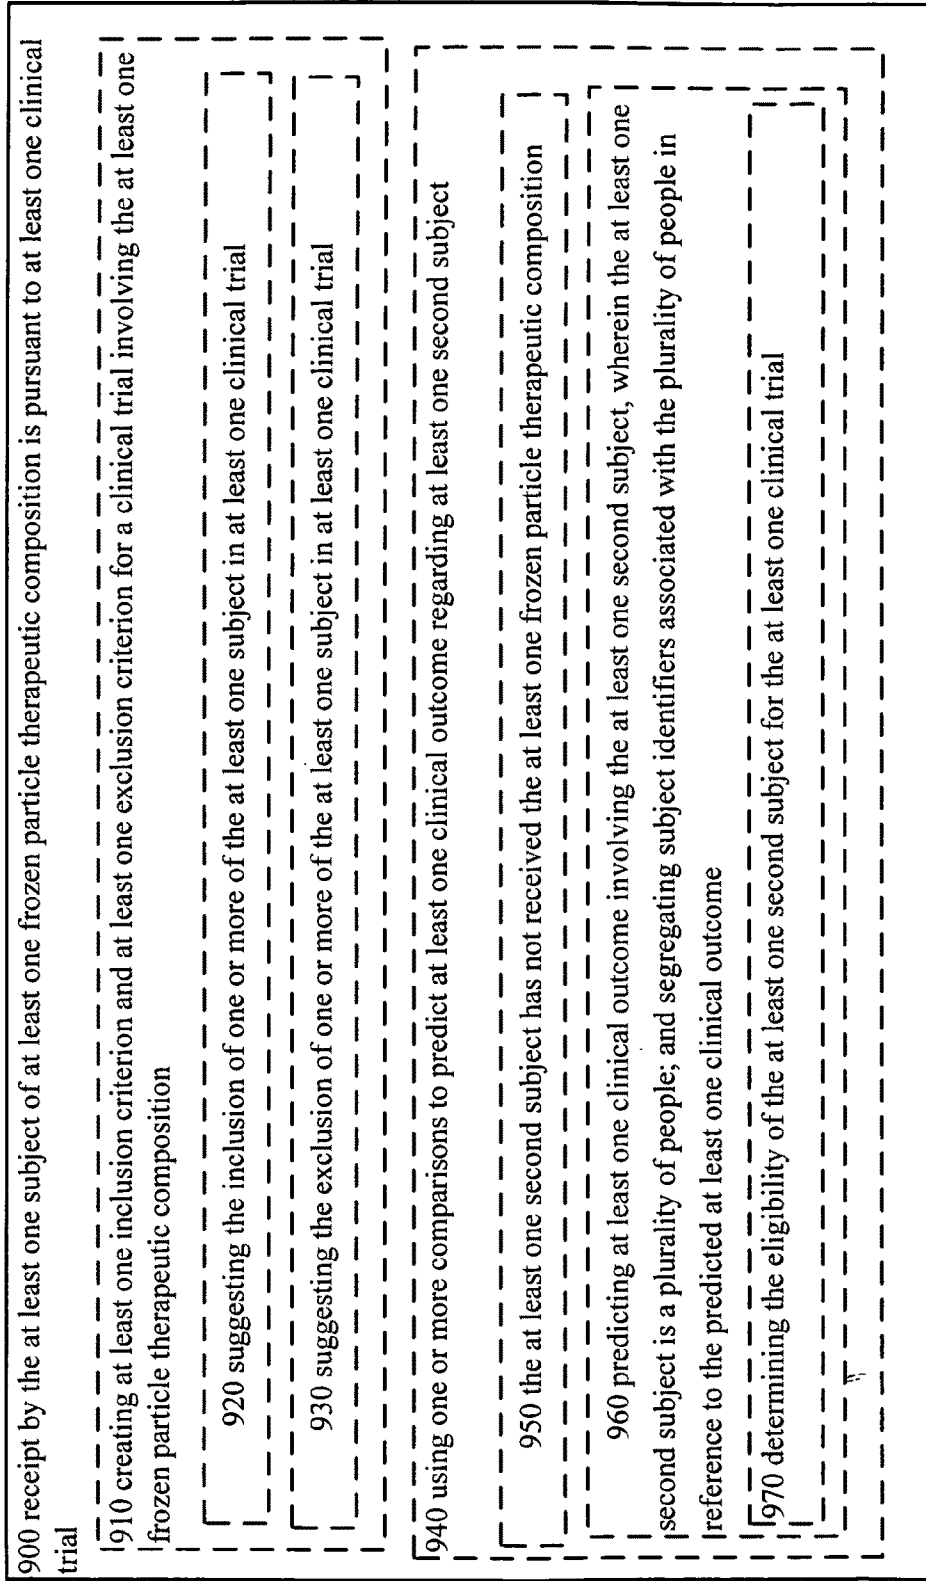 900 receipt by the at least one subject of at least one frozen particle therapeutic composition is pursuant to at least one clinical
trial
910 creating at least one inclusion criterion and at least one exclusion criterion for a clinical trial involving the at least one
frozen particle therapeutic composition
920 suggesting the inclusion of one or more of the at least one subject in at least one clinical trial
930 suggesting the exclusion of one or more of the at least one subject in at least one clinical trial
940 using one or more comparisons to predict at least one clinical outcome regarding at least one second subject
950 the at least one second subject has not received the at least one frozen particle therapeutic composition
960 predicting at least one clinical outcome involving the at least one second subject, wherein the at least one
second subject is a plurality of people; and segregating subject identifiers associated with the plurality of people in
reference to the predicted at least one clinical outcome
970 determining the eligibility of the at least one second subject for the at least one clinical trial